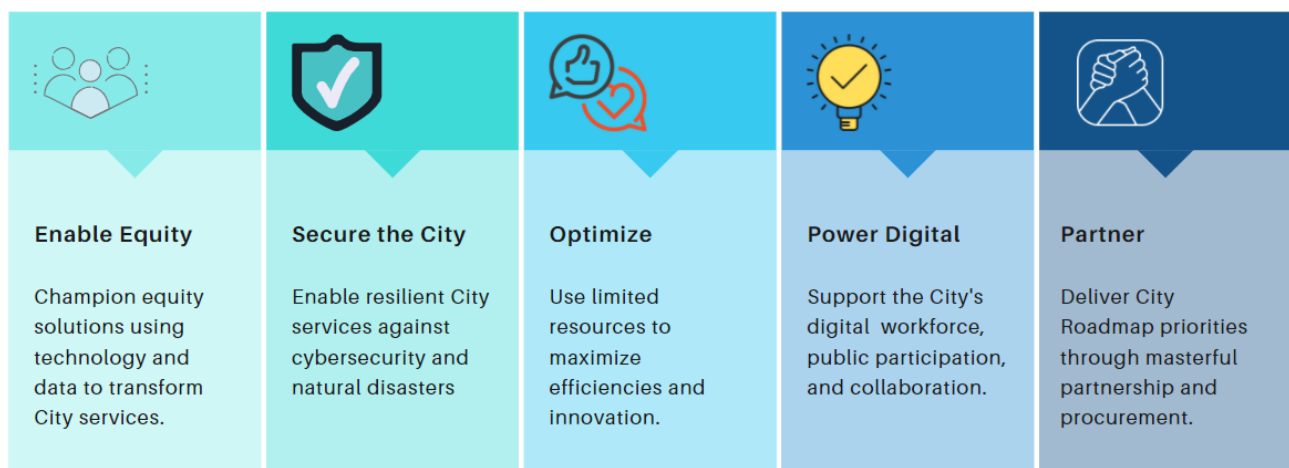 Enable Equity
Champion equity
solutions using
technology and
data to transform
City services.
Secure the City
Enable resilient City
services against
cybersecurity and
natural disasters
Optimize
Use limited
resources to
maximize
efficiencies and
innovation.
Power Digital
Support the City's
digital  workforce,
public participation,
and collaboration.
Partner
Deliver City
Roadmap priorities
through masterful
partnership and
procurement.